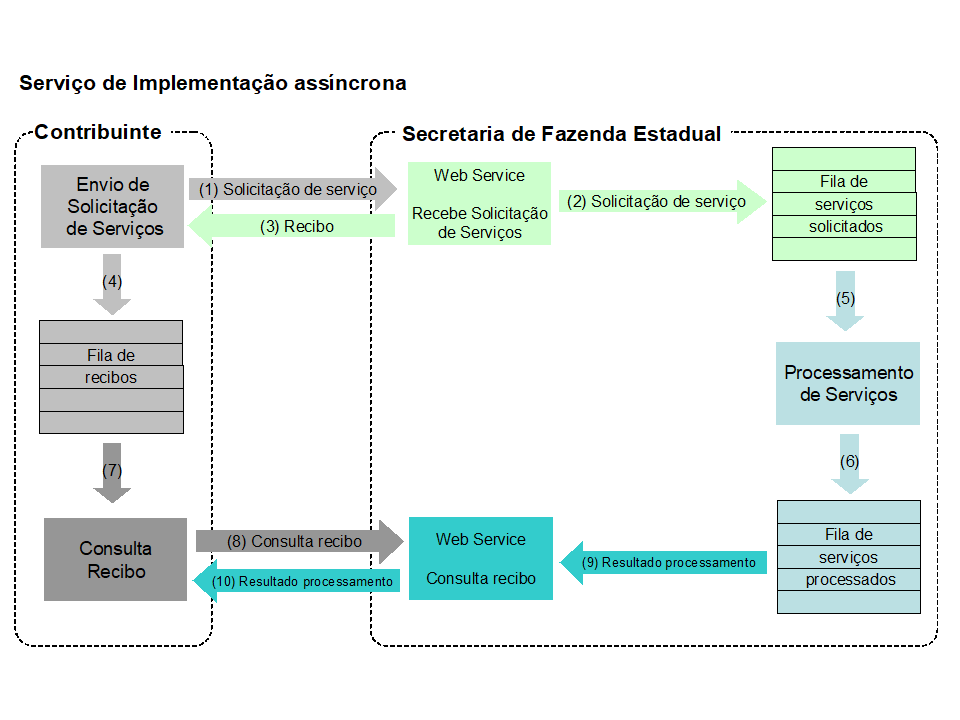 Serviço de Implementação assíncrona
Contribuinte
Secretaria de Fazenda Estadual
Envio de
Solicitação
de Serviços
(1) Solicitação de serviço
(3) Recibo
Web Service
Recebe Solicitação
de Serviços
(2) Solicitação de serviço
Fila de
serviços
solicitados
(4)
(5)
Fila de
recibos
Processamento
de Serviços
(7)
(6)
Consulta
Recibo
(8) Consulta recibo
(10) Resultado processamento
Web Service
Consulta recibo
(9) Resultado processamento
Fila de
serviços
processados